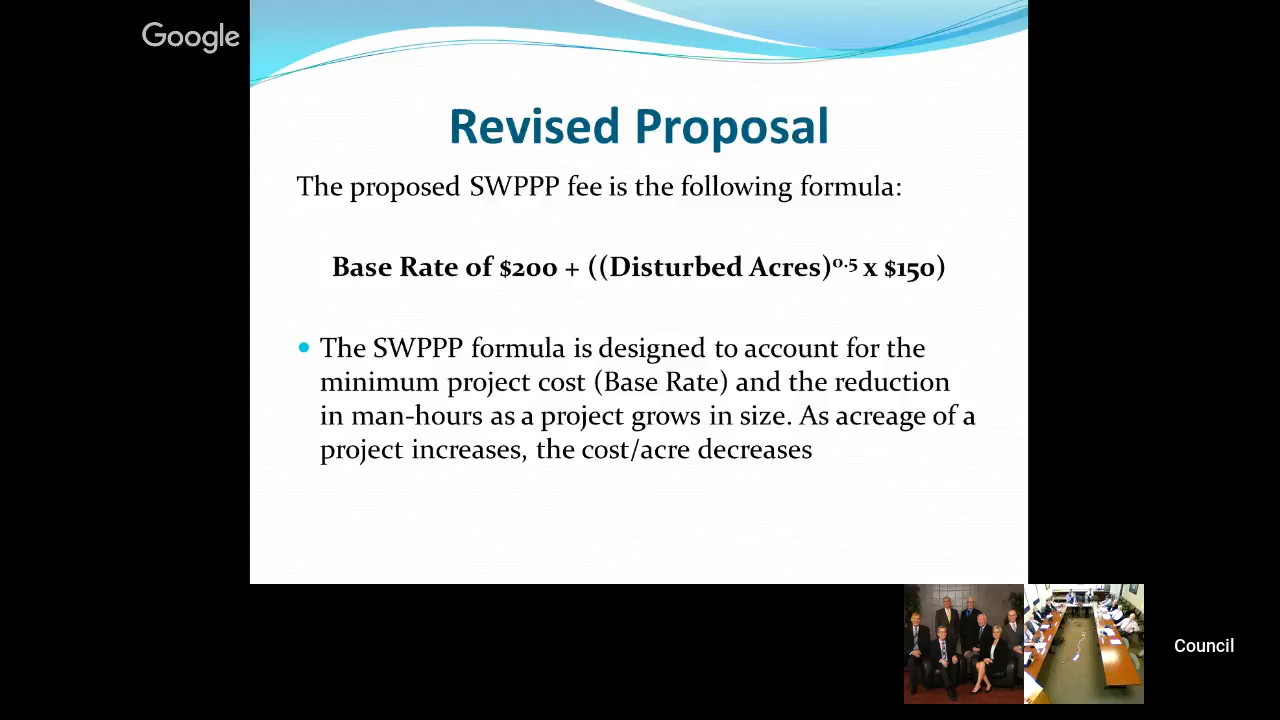 Google
Revised Proposal
The proposed SWPPP fee is the following formula:
Base Rate of $200 + ((Disturbed Acres)^0.5 x $150)
• The SWPPP formula is designed to account for the
minimum project cost (Base Rate) and the reduction
in man-hours as a project grows in size. As acreage of a
project increases, the cost/acre decreases
Council